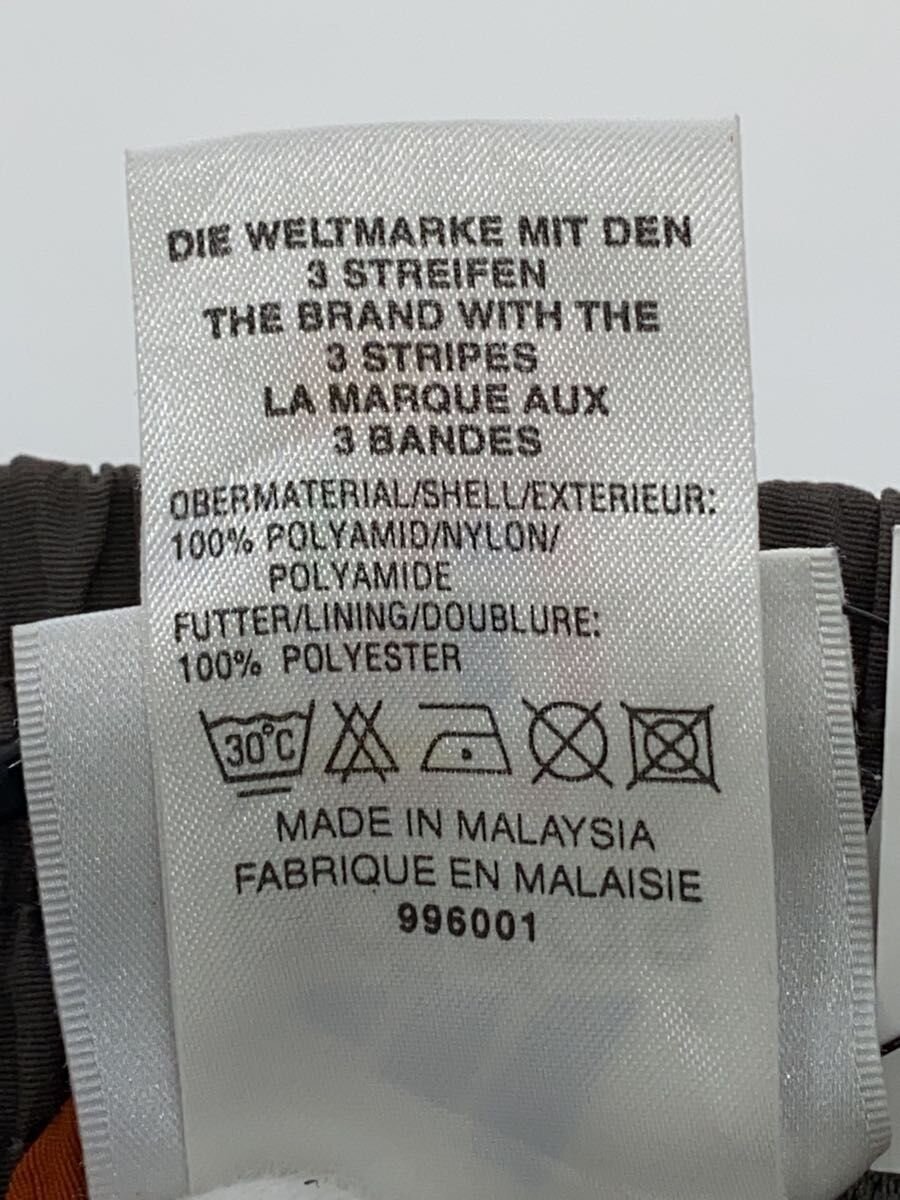 DIE WELTMARKE MIT DEN
3 STREIFEN
THE BRAND WITH THE
3 STRIPES
LA MARQUE AUX
3 BANDES
OBERMATERIAL/SHELL/EXTERIEUR:
100% POLYAMID/NYLON/
POLYAMIDE
FUTTER/LINING/DOUBLURE:
100% POLYESTER
30°C
MADE IN MALAYSIA
FABRIQUE EN MALAISIE
996001